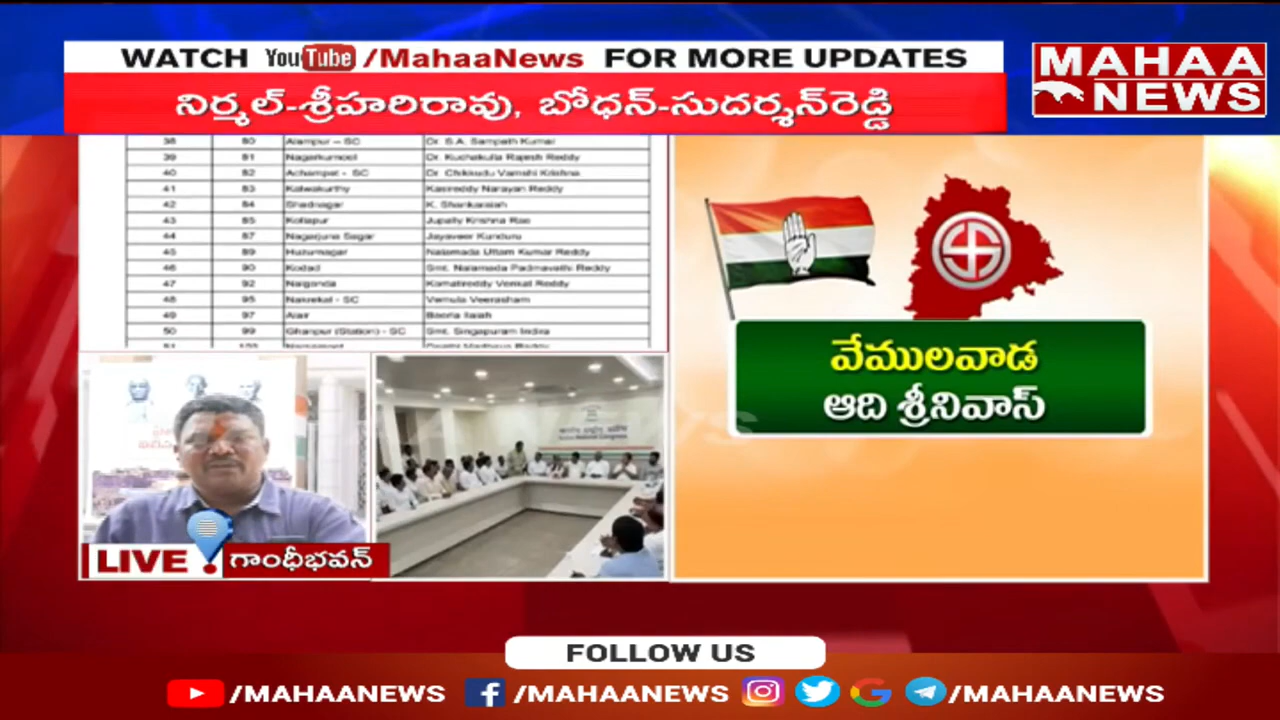 WATCH YouTube /MahaaNews FOR MORE UPDATES
MAHAA
NEWS
నిర్మల్-శ్రీహరిరావు, బోధన్-సుదర్శన్‌రెడ్డి
38 80 Alampur – SC Dr. S.A. Sampath Kumar
39 81 Nagarkurnool Dr. Kuchakulla Rajesh Reddy
40 82 Achampet - SC Dr. Chikkudu Vamshi Krishna
41 83 Kalwakurthy Kasireddy Narayan Reddy
42 84 Shadnagar K. Shankaraiah
43 85 Kollapur Jupally Krishna Rao
44 87 Nagarjuna Sagar Jayaveer Kunduru
45 89 Huzurnagar Nalamada Uttam Kumar Reddy
46 90 Kodad Smt. Nalamada Padmavathi Reddy
47 92 Nalgonda Komatireddy Venkat Reddy
48 95 Nakrekal - SC Vemula Veeresham
49 97 Alair Beerla Ilaiah
50 99 Ghanpur (Station) - SC Smt. Singapuram Indira
వేములవాడ
ఆది శ్రీనివాస్
LIVE గాంధీభవన్
FOLLOW US
/MAHAANEWS /MAHAANEWS /MAHAANEWS